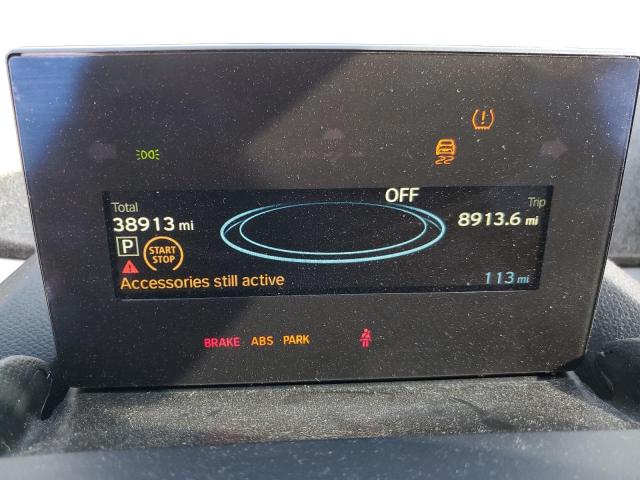 OFF
Total
Trip
38913 mi
8913.6 mi
P
START
STOP
Accessories still active
113 mi
BRAKE ABS PARK